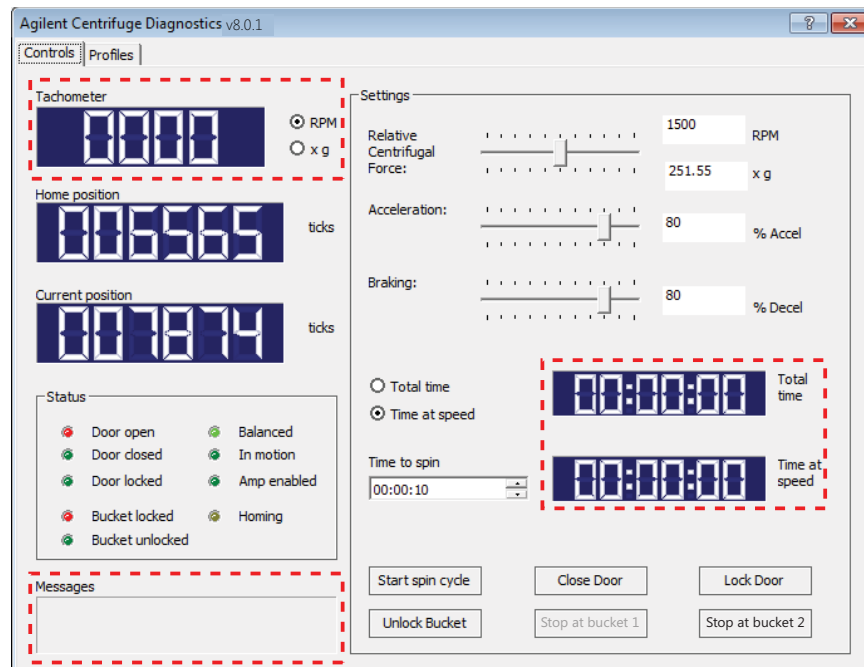 Agilent Centrifuge Diagnostics v8.0.1
Controls
Profiles
Tachometer
0000
RPM
x g
Home position
005565
ticks
Current position
007874
ticks
Status
Door open
Balanced
Door closed
In motion
Door locked
Amp enabled
Bucket locked
Homing
Bucket unlocked
Messages
Settings
Relative
Centrifugal
Force:
1500
RPM
251.55
x g
Acceleration:
80
% Accel
Braking:
80
% Decel
Total time
Time at speed
00:00:00
Total
time
Time to spin
00:00:10
00:00:00
Time at
speed
Start spin cycle
Close Door
Lock Door
Unlock Bucket
Stop at bucket 1
Stop at bucket 2